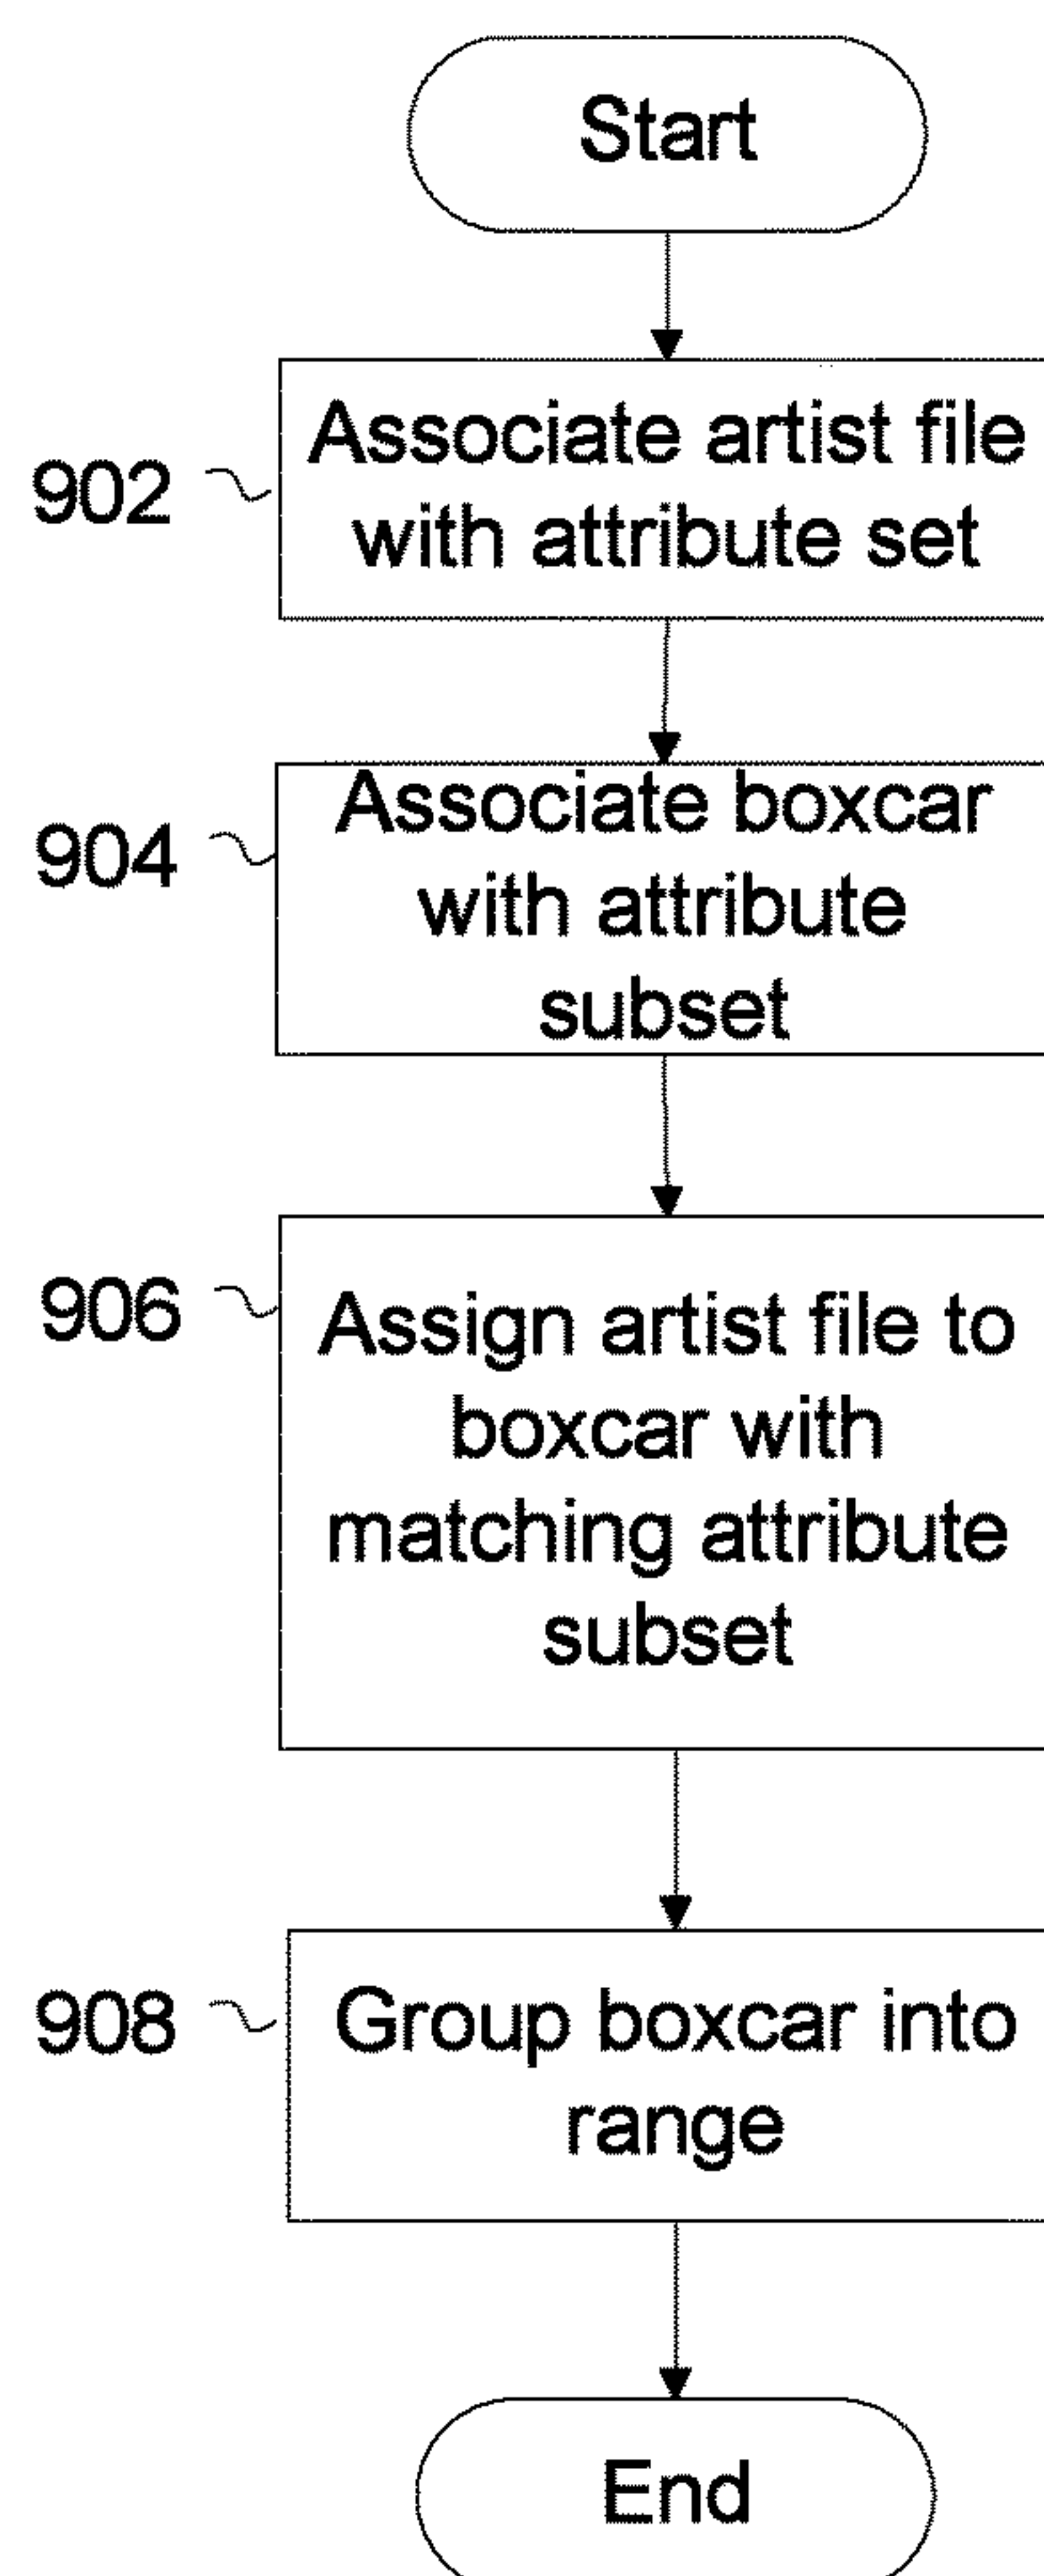 Start
902
Associate artist file
with attribute set
904
Associate boxcar
with attribute
subset
906
Assign artist file to
boxcar with
matching attribute
subset
908
Group boxcar into
range
End